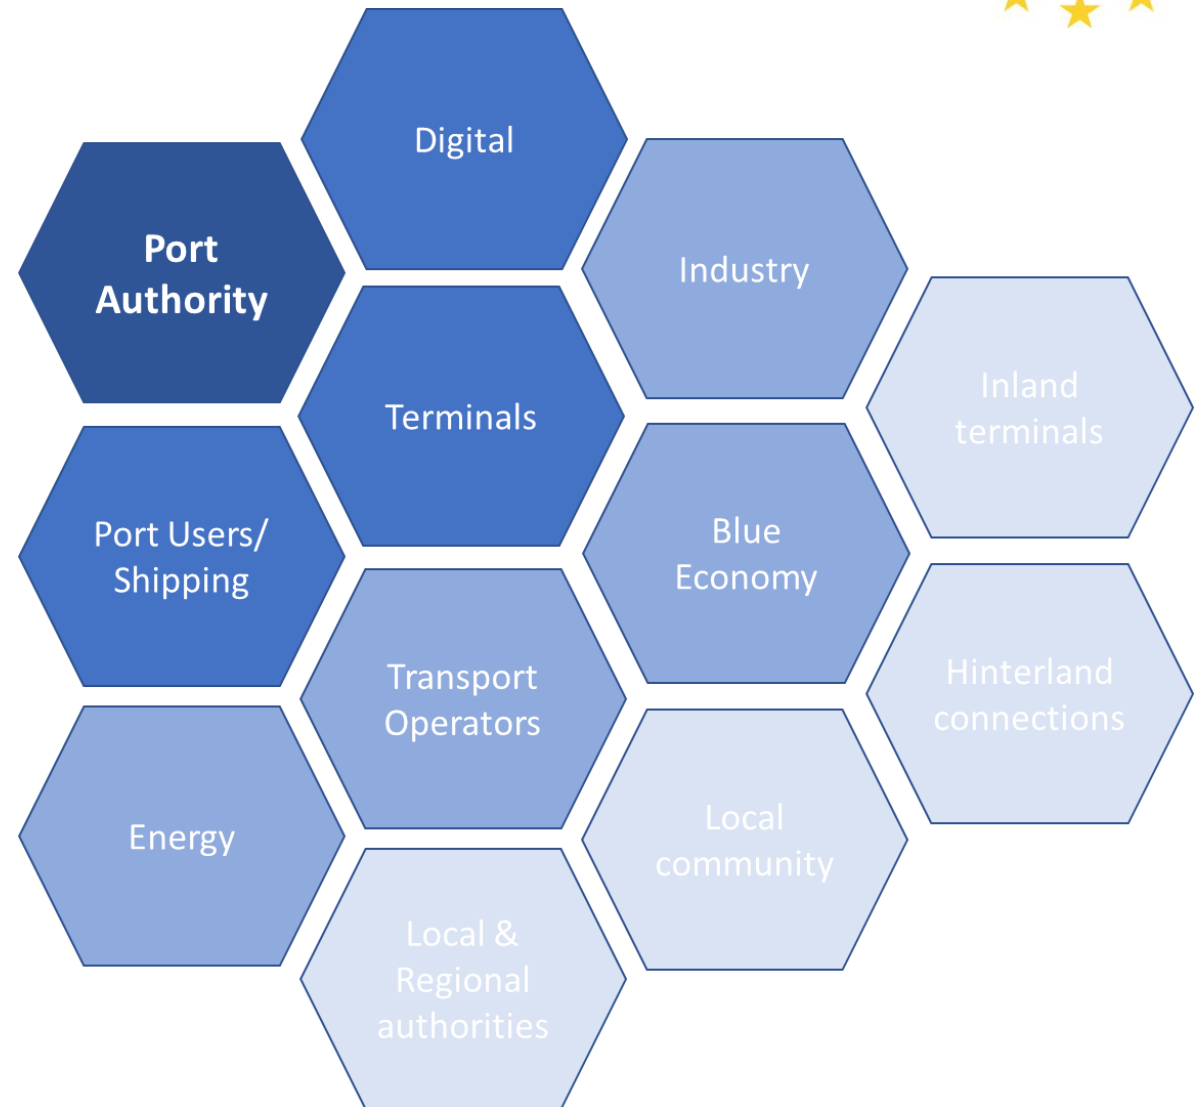 Digital
Port
Authority
Industry
Terminals
Inland
terminals
Port Users/
Shipping
Blue
Economy
Transport
Operators
Hinterland
connections
Energy
Local
community
Local &
Regional
authorities